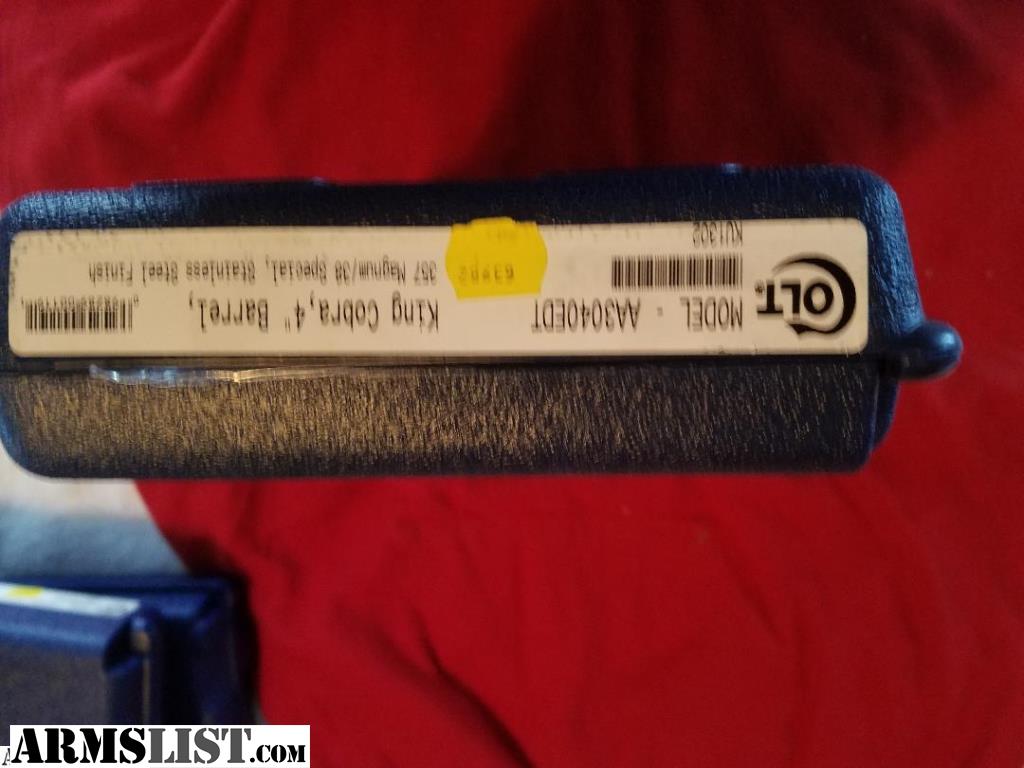 COLT
MODEL - AA3040EDT
King Cobra, 4" Barrel,
357 Magnum/38 Special, Stainless Steel Finish
KU1302
ARMSLIST.COM